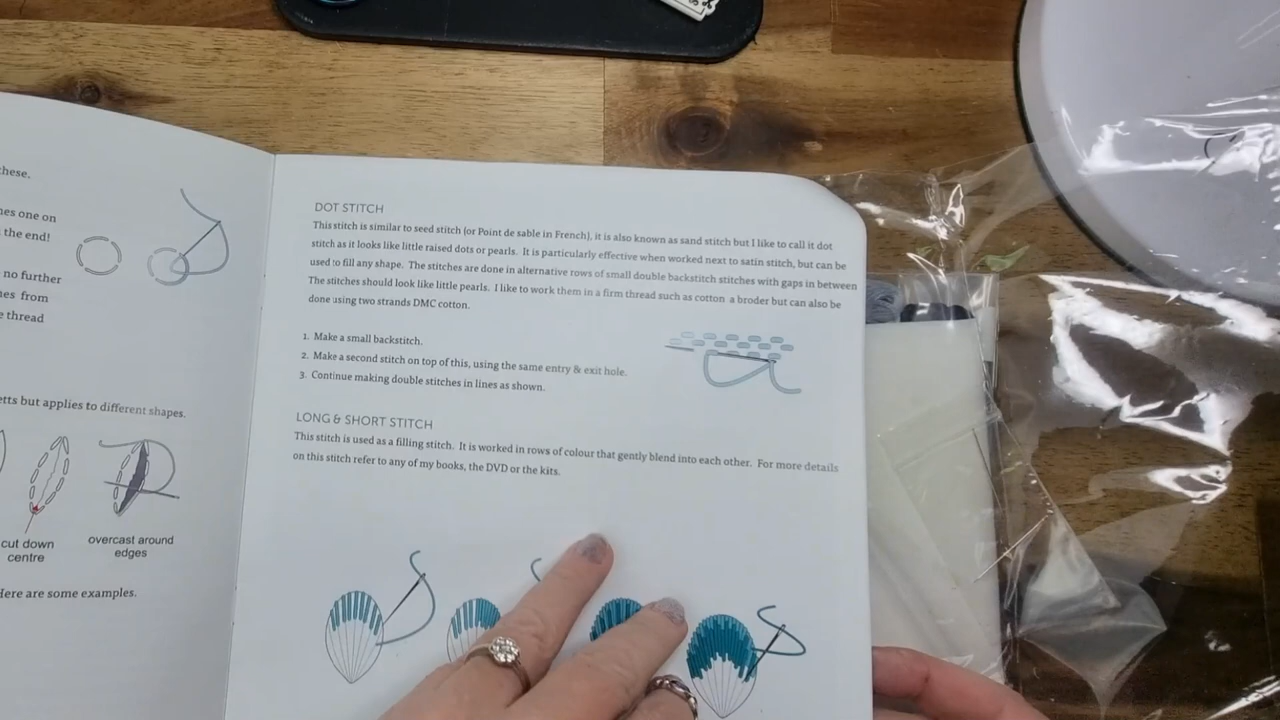 these.
nes one on
the end!
no further
nes from
e thread
etts but applies to different shapes.
cut down
centre
overcast around
edges
Here are some examples.
DOT STITCH
This stitch is similar to seed stitch (or Point de sable in French), it is also known as sand stitch but I like to call it dot
stitch as it looks like little raised dots or pearls. It is particularly effective when worked next to satin stitch, but can be
used to fill any shape. The stitches are done in alternative rows of small double backstitch stitches with gaps in between
The stitches should look like little pearls. I like to work them in a firm thread such as cotton a broder but can also be
done using two strands DMC cotton.
1. Make a small backstitch.
2. Make a second stitch on top of this, using the same entry & exit hole.
3. Continue making double stitches in lines as shown.
LONG & SHORT STITCH
This stitch is used as a filling stitch. It is worked in rows of colour that gently blend into each other. For more details
on this stitch refer to any of my books, the DVD or the kits.